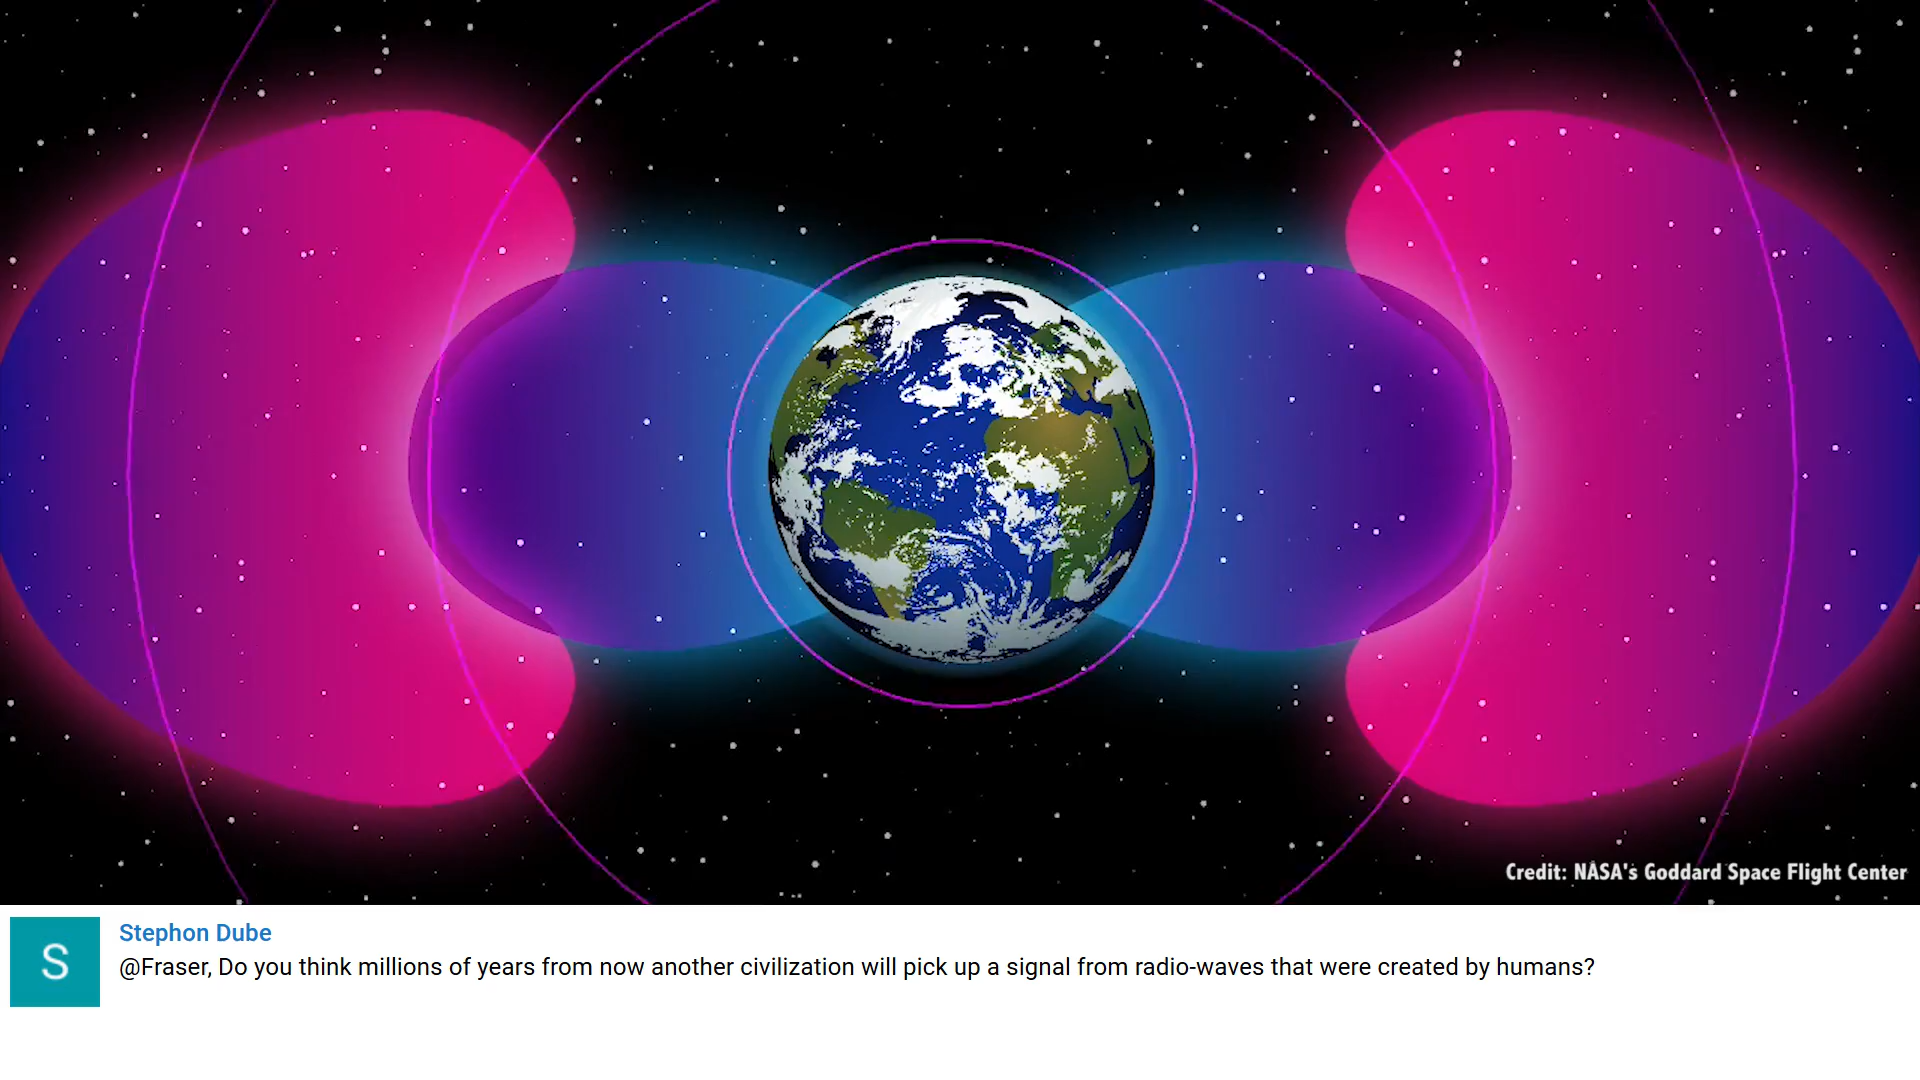 Credit: NASA's Goddard Space Flight Center
S
Stephon Dube
@Fraser, Do you think millions of years from now another civilization will pick up a signal from radio-waves that were created by humans?